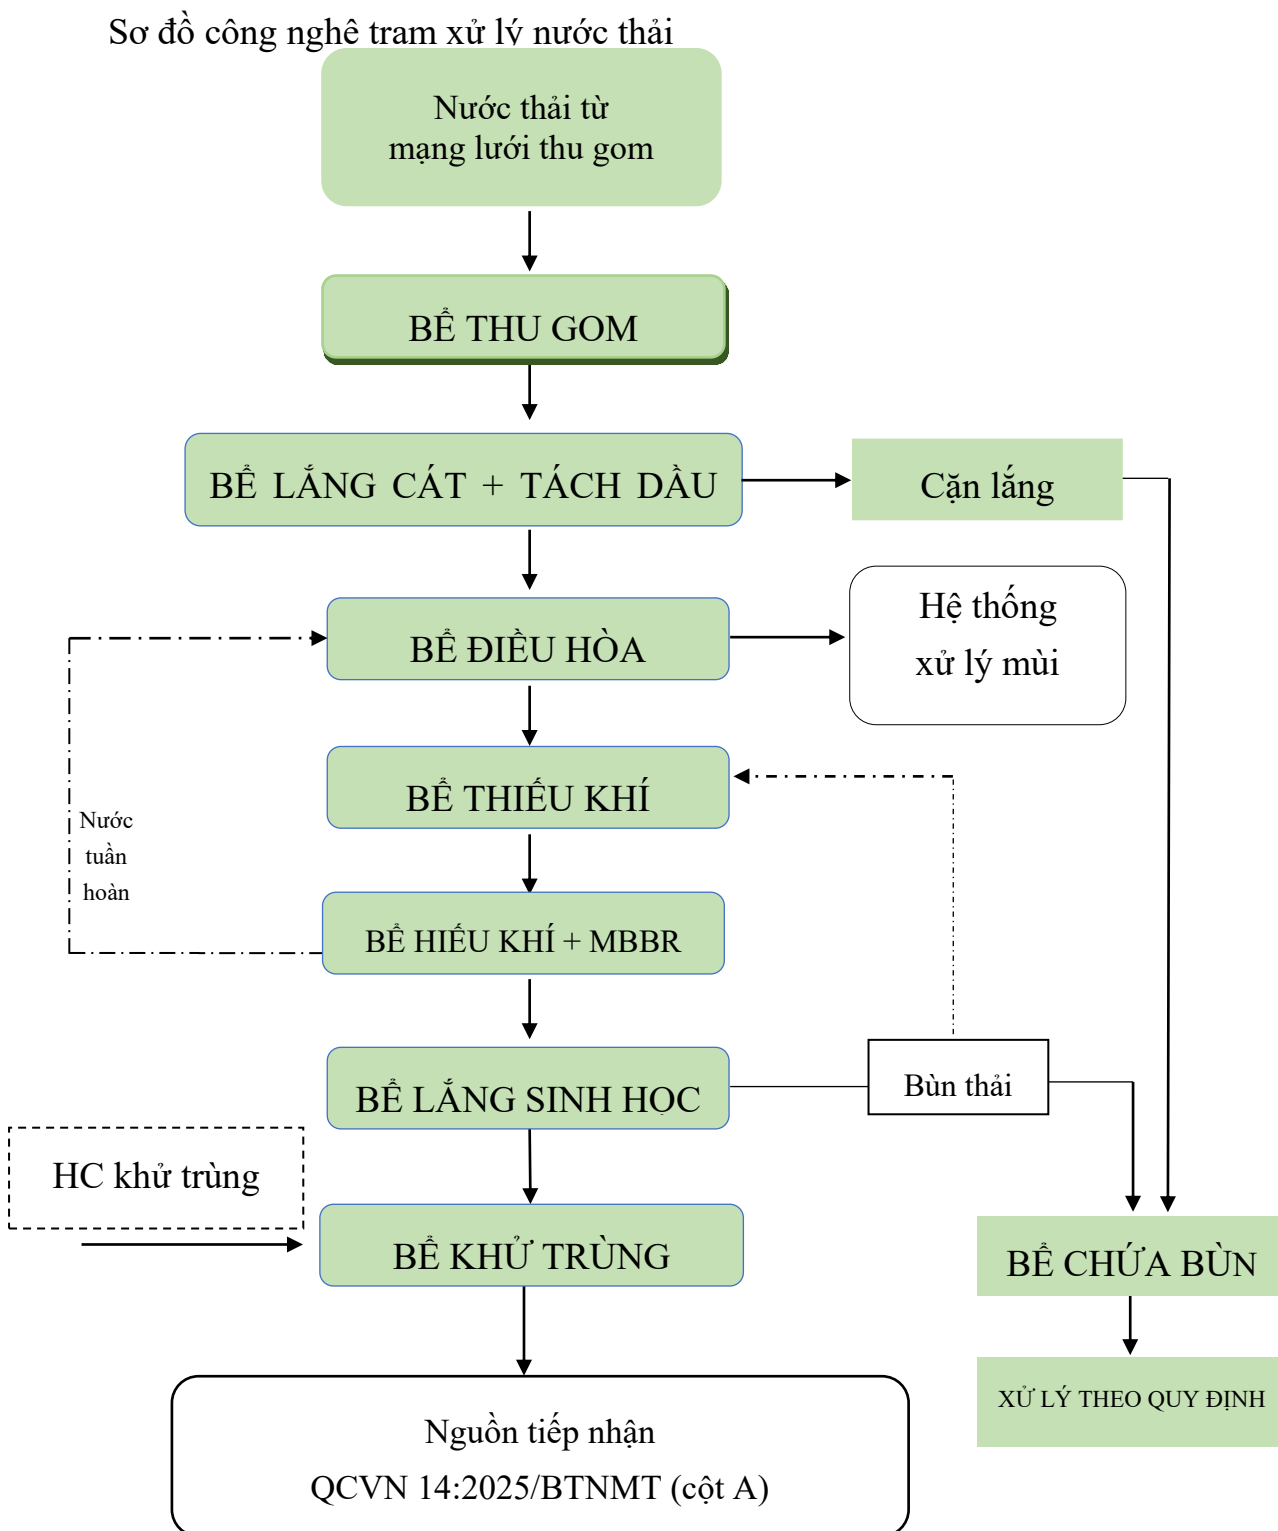 Sơ đồ công nghê tram xử lý nước thải
Nước thải từ
mạng lưới thu gom
BỂ THU GOM
BỂ LẮNG CÁT + TÁCH DẦU
Cặn lắng
Hệ thống
xử lý mùi
BỂ ĐIỀU HÒA
BỂ THIẾU KHÍ
Nước
tuần
hoàn
BỂ HIẾU KHÍ + MBBR
BỂ LẮNG SINH HỌC
Bùn thải
HC khử trùng
BỂ KHỬ TRÙNG
BỂ CHỨA BÙN
XỬ LÝ THEO QUY ĐỊNH
Nguồn tiếp nhận
QCVN 14:2025/BTNMT (cột A)